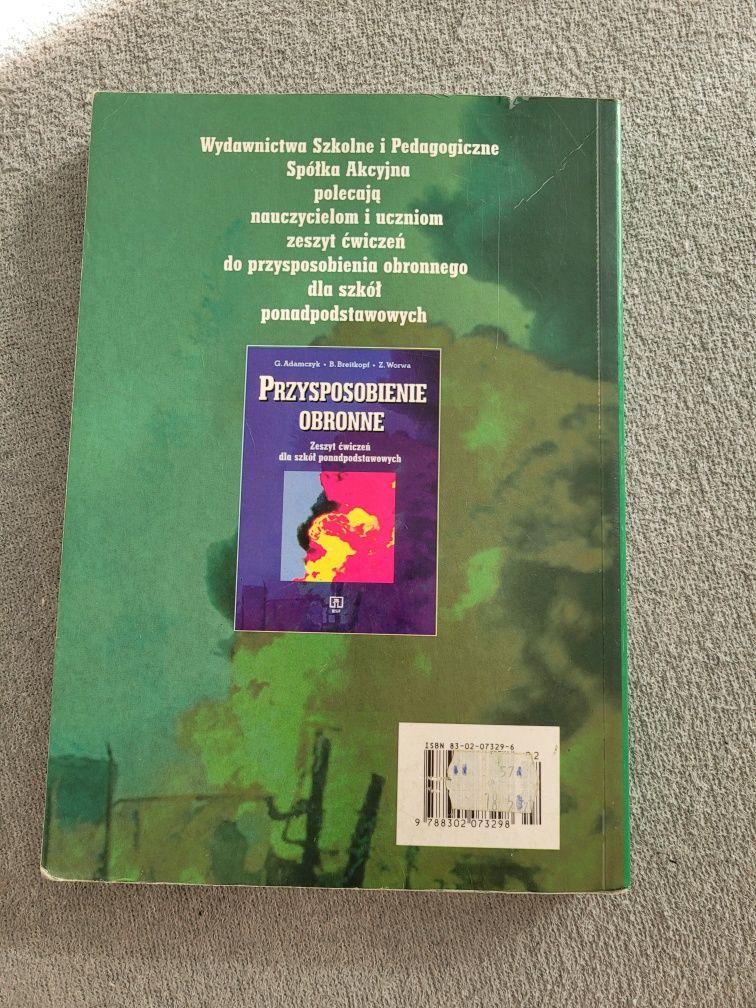 Wydawnictwa Szkolne i Pedagogiczne
Spółka Akcyjna
polecają
nauczycielom i uczniom
zeszyt ćwiczeń
do przysposobienia obronnego
dla szkół
ponadpodstawowych
G. Adamczyk • B. Breitkopf • Z. Worwa
PRZYSPOSOBIENIE
OBRONNE
Zeszyt ćwiczeń
dla szkół ponadpodstawowych
WSiP
ISBN 83-02-07329-6
9 788302 073298